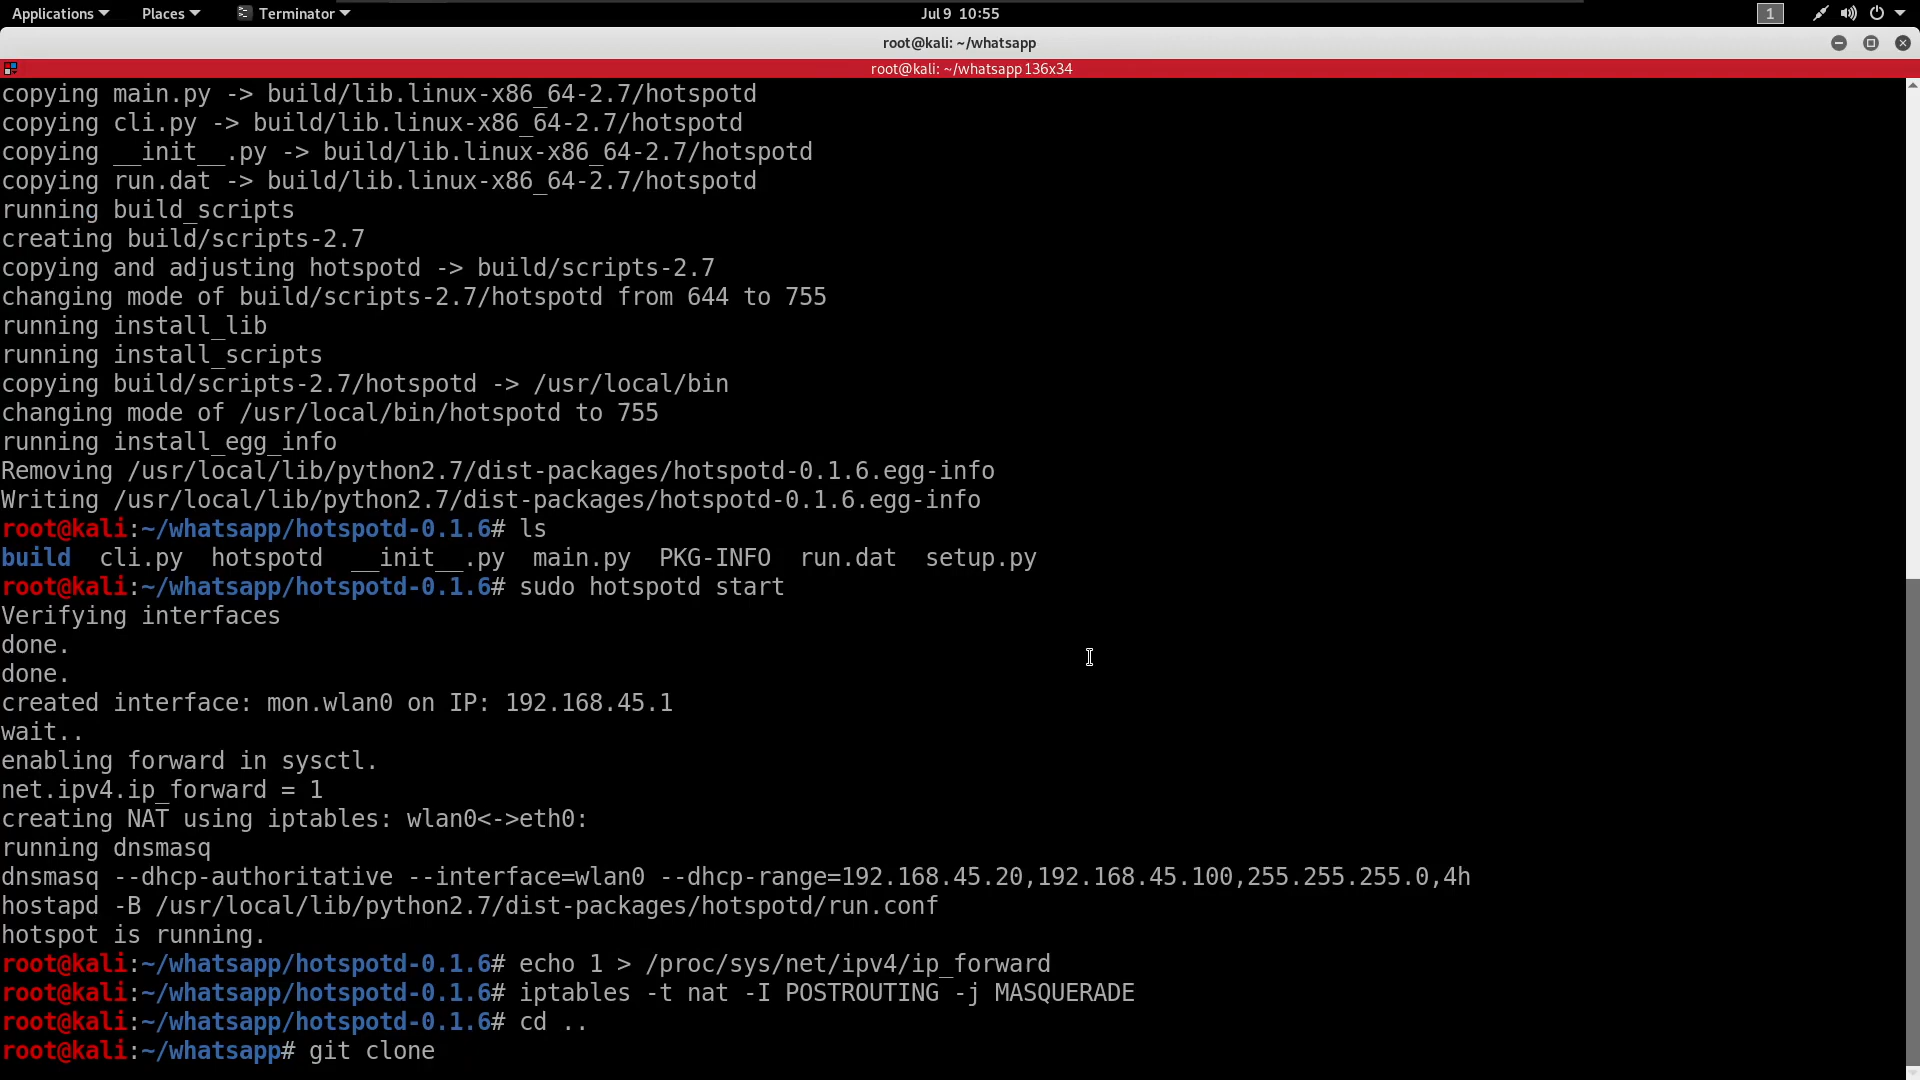 Applications Places Terminator Jul 9 10:55 1
root@kali: ~/whatsapp
root@kali: ~/whatsapp 136x34
copying main.py -> build/lib.linux-x86_64-2.7/hotspotd
copying cli.py -> build/lib.linux-x86_64-2.7/hotspotd
copying __init__.py -> build/lib.linux-x86_64-2.7/hotspotd
copying run.dat -> build/lib.linux-x86_64-2.7/hotspotd
running build_scripts
creating build/scripts-2.7
copying and adjusting hotspotd -> build/scripts-2.7
changing mode of build/scripts-2.7/hotspotd from 644 to 755
running install_lib
running install_scripts
copying build/scripts-2.7/hotspotd -> /usr/local/bin
changing mode of /usr/local/bin/hotspotd to 755
running install_egg_info
Removing /usr/local/lib/python2.7/dist-packages/hotspotd-0.1.6.egg-info
Writing /usr/local/lib/python2.7/dist-packages/hotspotd-0.1.6.egg-info
root@kali:~/whatsapp/hotspotd-0.1.6# ls
build  cli.py  hotspotd  __init__.py  main.py  PKG-INFO  run.dat  setup.py
root@kali:~/whatsapp/hotspotd-0.1.6# sudo hotspotd start
Verifying interfaces
done.
done.
created interface: mon.wlan0 on IP: 192.168.45.1
wait..
enabling forward in sysctl.
net.ipv4.ip_forward = 1
creating NAT using iptables: wlan0<->eth0:
running dnsmasq
dnsmasq --dhcp-authoritative --interface=wlan0 --dhcp-range=192.168.45.20,192.168.45.100,255.255.255.0,4h
hostapd -B /usr/local/lib/python2.7/dist-packages/hotspotd/run.conf
hotspot is running.
root@kali:~/whatsapp/hotspotd-0.1.6# echo 1 > /proc/sys/net/ipv4/ip_forward
root@kali:~/whatsapp/hotspotd-0.1.6# iptables -t nat -I POSTROUTING -j MASQUERADE
root@kali:~/whatsapp/hotspotd-0.1.6# cd ..
root@kali:~/whatsapp# git clone